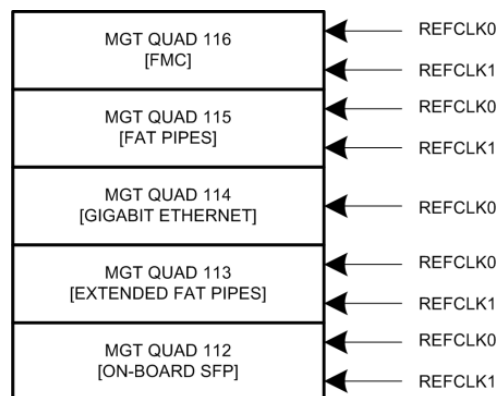 MGT QUAD 116
[FMC]
REFCLK0
REFCLK1
MGT QUAD 115
[FAT PIPES]
REFCLK0
REFCLK1
MGT QUAD 114
[GIGABIT ETHERNET]
REFCLK0
MGT QUAD 113
[EXTENDED FAT PIPES]
REFCLK0
REFCLK1
MGT QUAD 112
[ON-BOARD SFP]
REFCLK0
REFCLK1